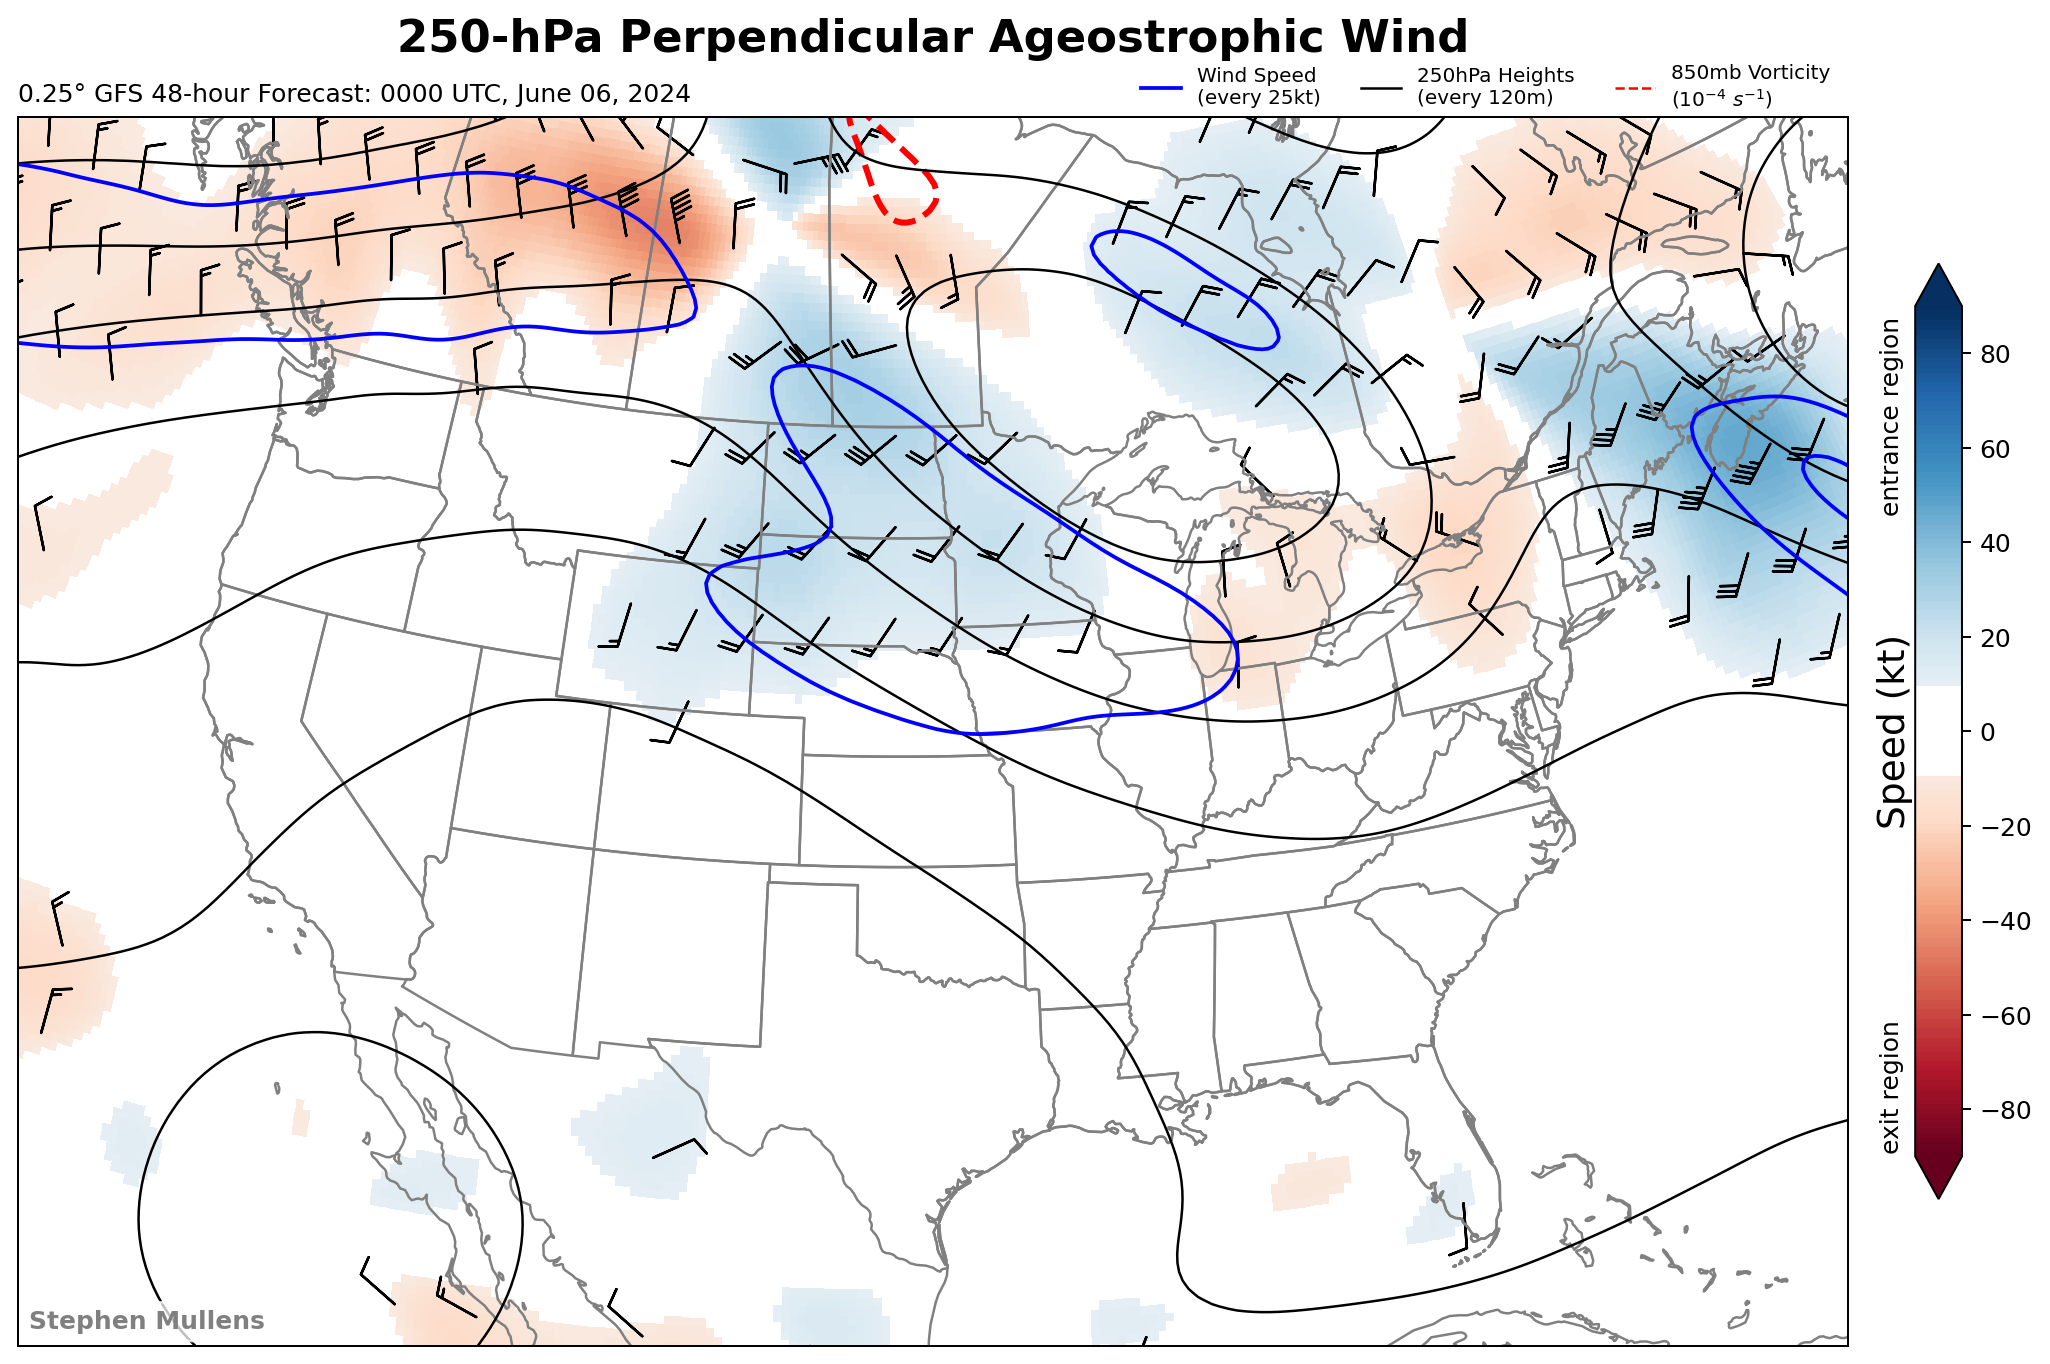 250-hPa Perpendicular Ageostrophic Wind
0.25° GFS 48-hour Forecast: 0000 UTC, June 06, 2024
Wind Speed
(every 25kt)
250hPa Heights
(every 120m)
850mb Vorticity
(10⁻⁴ s⁻¹)
entrance region
Speed (kt)
exit region
80
60
40
20
0
−20
−40
−60
−80
Stephen Mullens